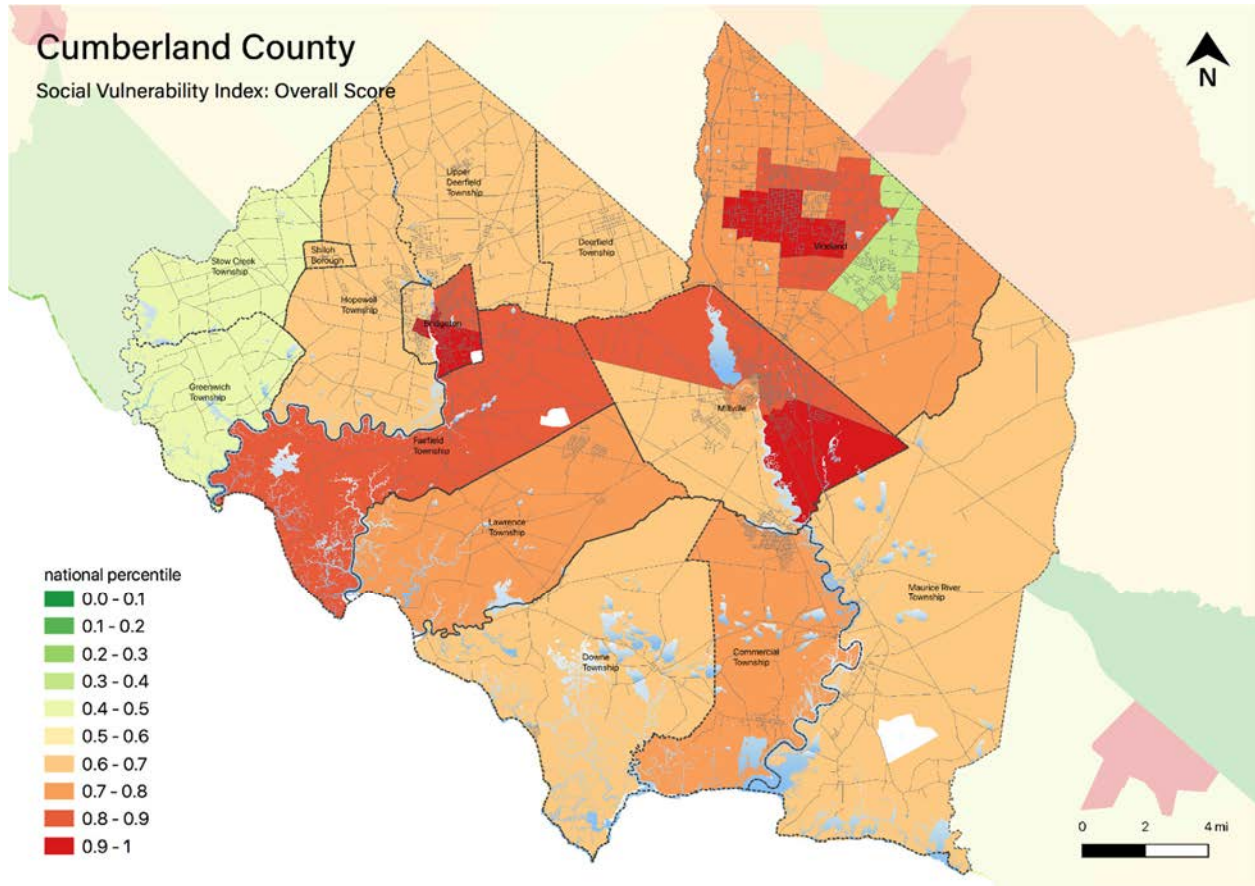 Cumberland County
Social Vulnerability Index: Overall Score
N
Upper
Deerfield
Township
Deerfield
Township
Vineland
Stow Creek
Township
Shiloh
Borough
Hopewell
Township
Bridgeton
Greenwich
Township
Millville
Fairfield
Township
Lawrence
Township
Maurice River
Township
Downe
Township
Commercial
Township
national percentile
0.0 - 0.1
0.1 - 0.2
0.2 - 0.3
0.3 - 0.4
0.4 - 0.5
0.5 - 0.6
0.6 - 0.7
0.7 - 0.8
0.8 - 0.9
0.9 - 1
0 2 4 mi